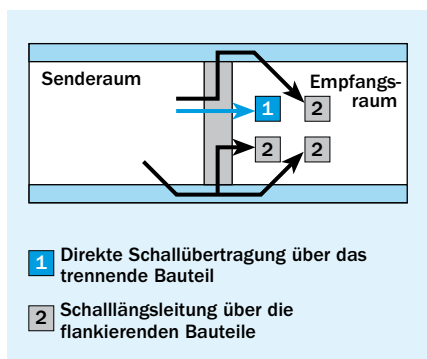 Senderaum
Empfangs-
raum
1 2
2 2
1 Direkte Schallübertragung über das
trennende Bauteil
2 Schalllängsleitung über die
flankierenden Bauteile